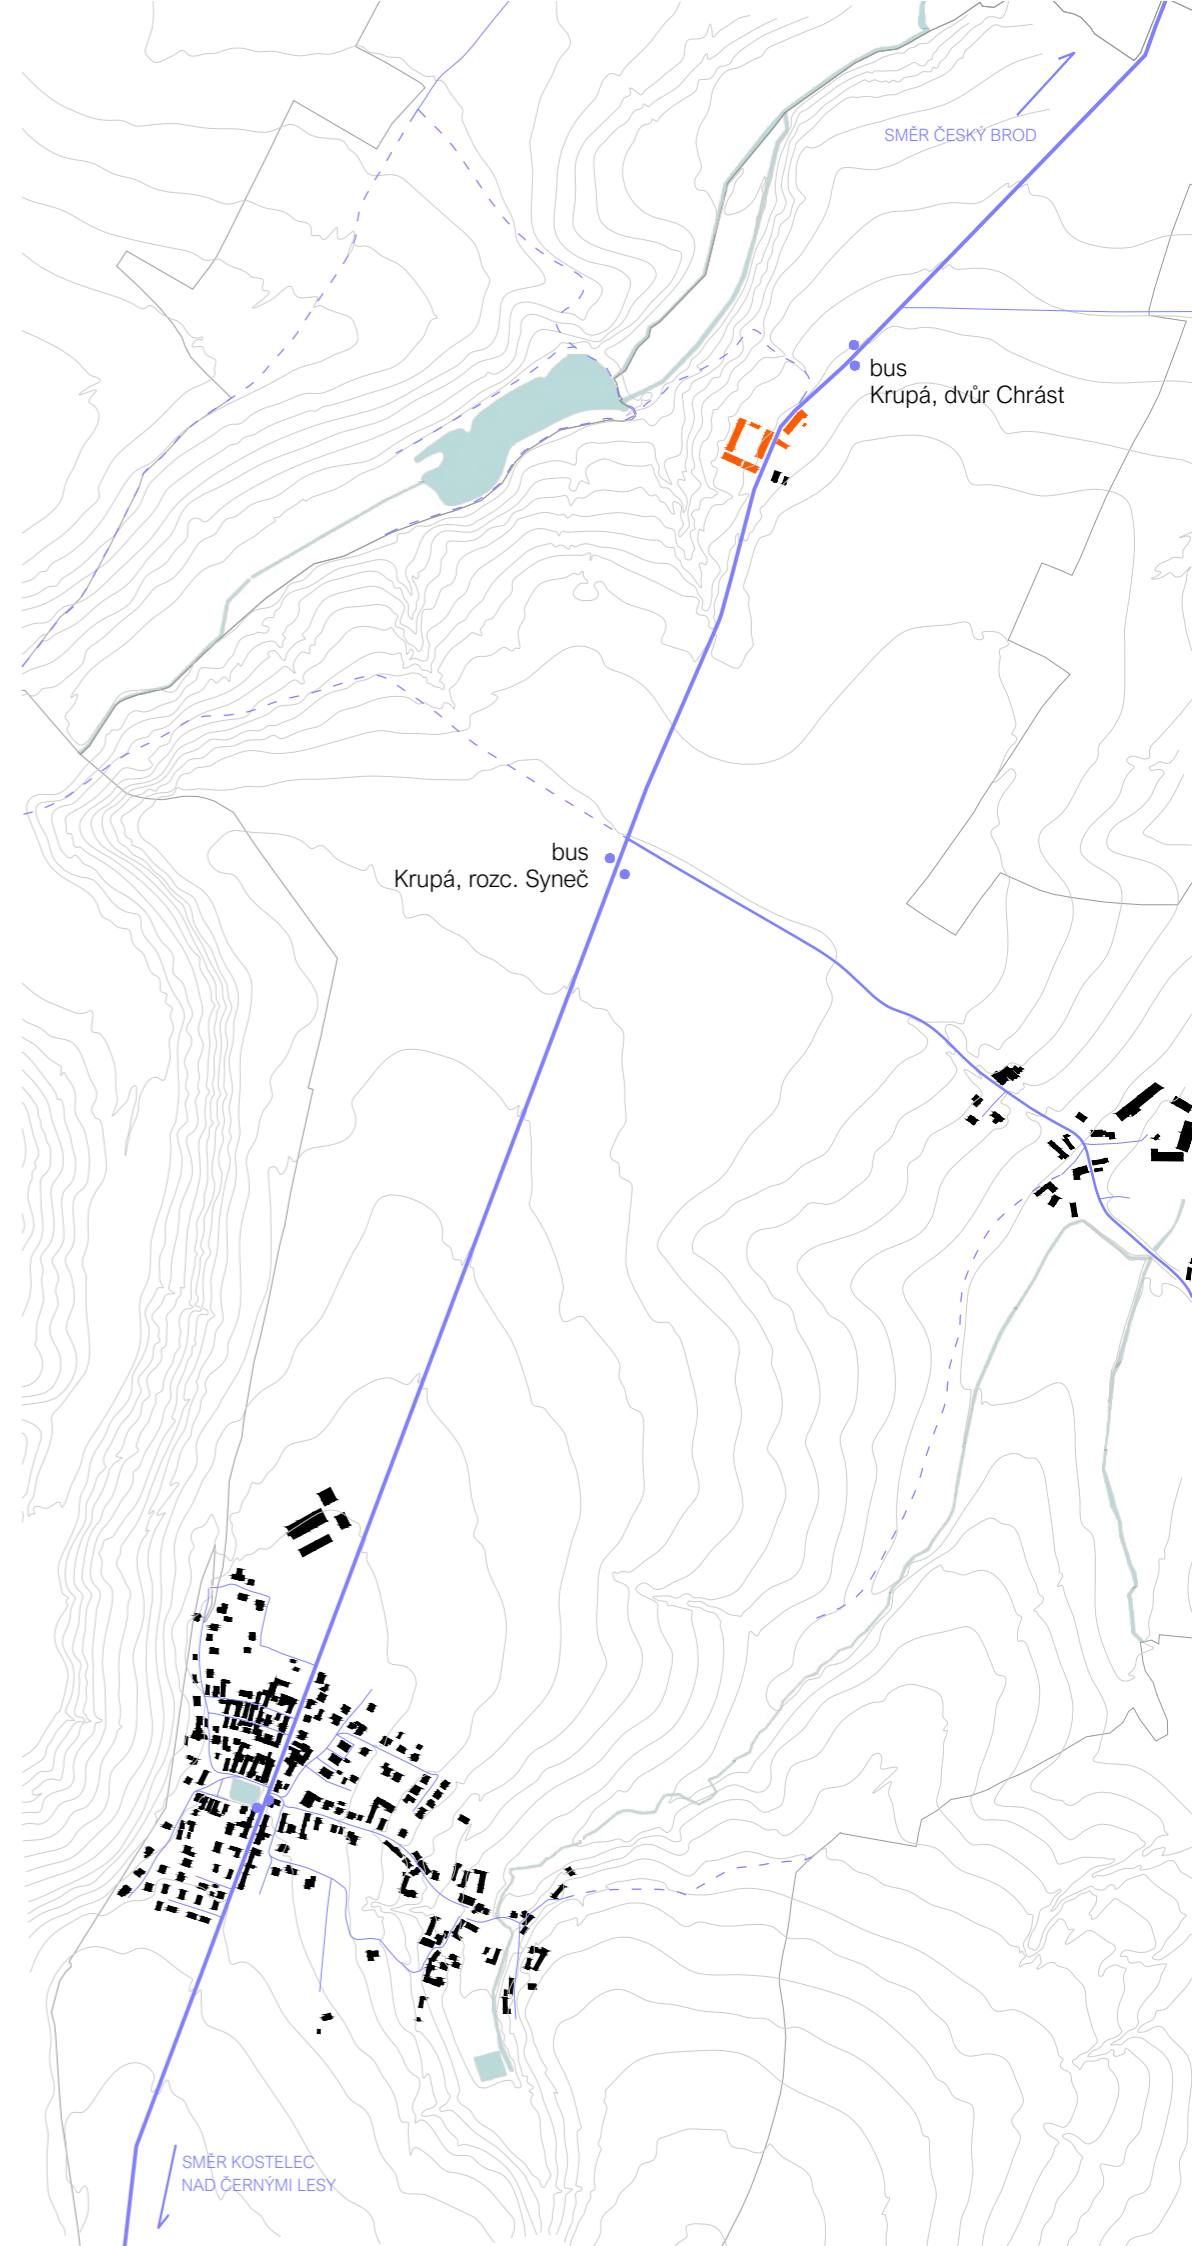 SMĚR ČESKÝ BROD
bus
Krupá, dvůr Chrást
bus
Krupá, rozc. Syneč
SMĚR KOSTELEC
NAD ČERNÝMI LESY